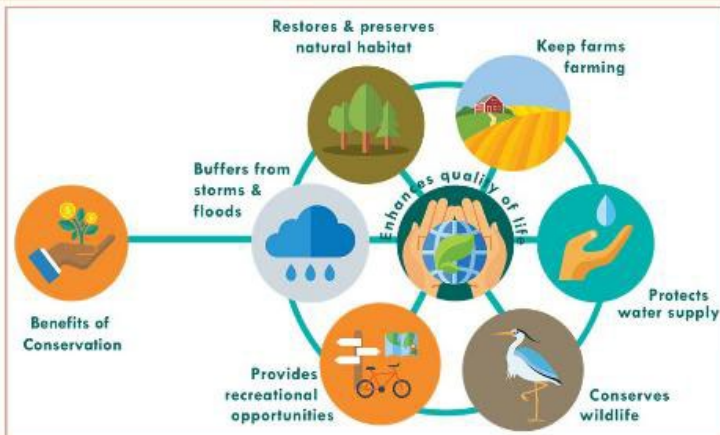 Restores & preserves
natural habitat
Keep farms
farming
Buffers from
storms &
floods
Enhances quality of life
Benefits of
Conservation
Protects
water supply
Provides
recreational
opportunities
Conserves
wildlife